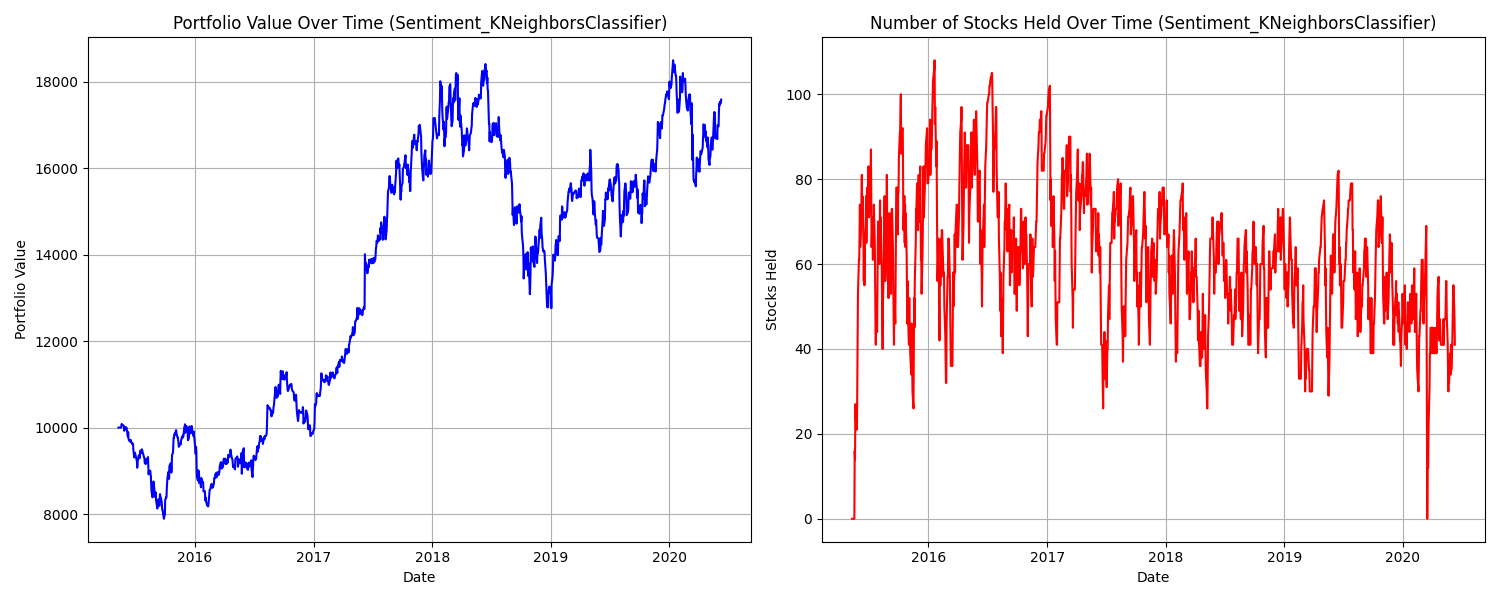 Portfolio Value Over Time (Sentiment_KNeighborsClassifier)
Portfolio Value
18000
16000
14000
12000
10000
8000
2016 2017 2018 2019 2020
Date
Number of Stocks Held Over Time (Sentiment_KNeighborsClassifier)
Stocks Held
100
80
60
40
20
0
2016 2017 2018 2019 2020
Date